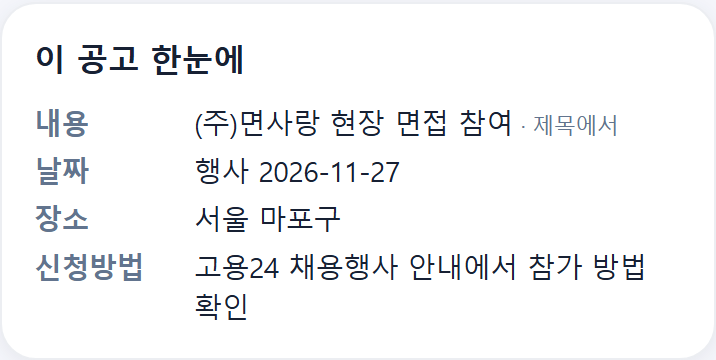 이 공고 한눈에
내용 (주)면사랑 현장 면접 참여 · 제목에서
날짜 행사 2026-11-27
장소 서울 마포구
신청방법 고용24 채용행사 안내에서 참가 방법
확인